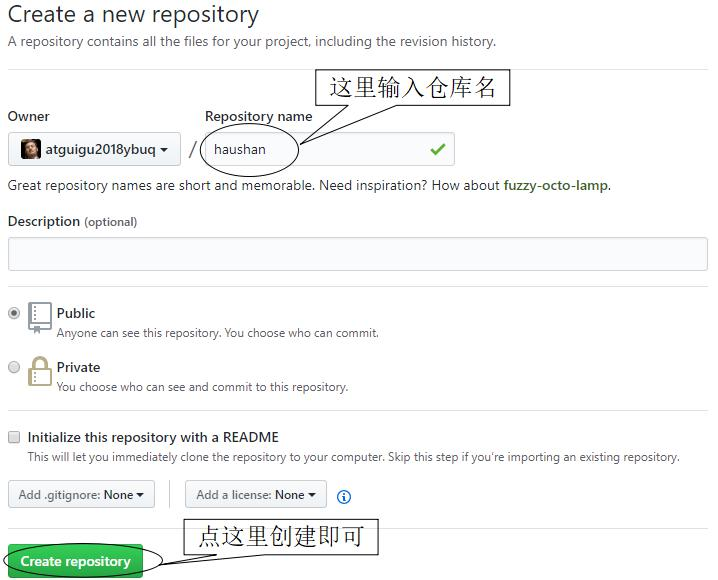 Create a new repository
A repository contains all the files for your project, including the revision history.
这里输入仓库名
Owner
Repository name
atguigu2018ybuq
/
haushan
Great repository names are short and memorable. Need inspiration? How about fuzzy-octo-lamp.
Description (optional)
Public
Anyone can see this repository. You choose who can commit.
Private
You choose who can see and commit to this repository.
Initialize this repository with a README
This will let you immediately clone the repository to your computer. Skip this step if you're importing an existing repository.
Add .gitignore: None
Add a license: None
点这里创建即可
Create repository